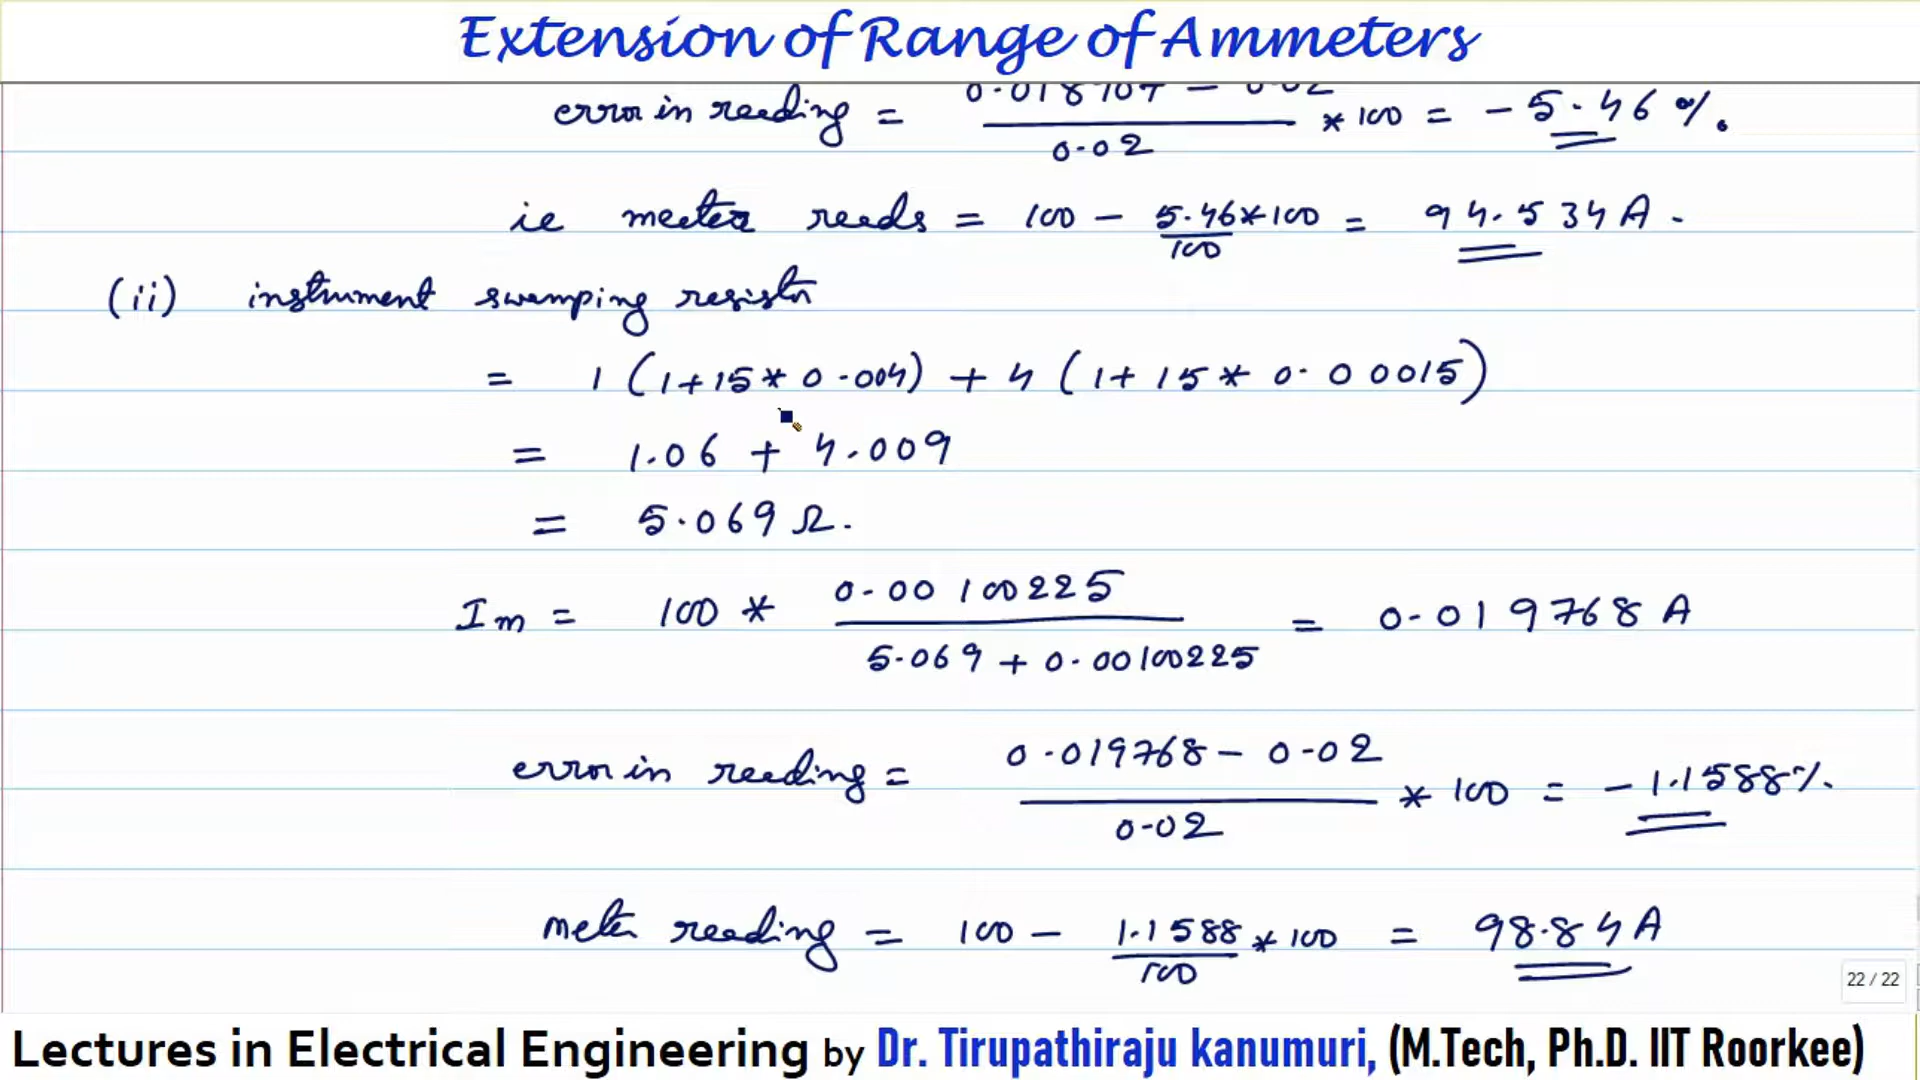 Extension of Range of Ammeters
error in reading = 0.018907 - 0.02 / 0.02 * 100 = - 5.46 %.
ie meter reads = 100 - 5.46*100 / 100 = 94.534 A.
(ii) instrument swamping resistor
= 1 (1+15*0.004) + 4 (1+ 15 * 0.00015)
= 1.06 + 4.009
= 5.069 Ω.
Im = 100 * 0.00100225 / 5.069 + 0.00100225 = 0.019768 A
error in reading = 0.019768 - 0.02 / 0.02 * 100 = - 1.1588%.
meter reading = 100 - 1.1588 / 100 * 100 = 98.84 A
22 / 22
Lectures in Electrical Engineering by Dr. Tirupathiraju kanumuri, (M.Tech, Ph.D. IIT Roorkee)